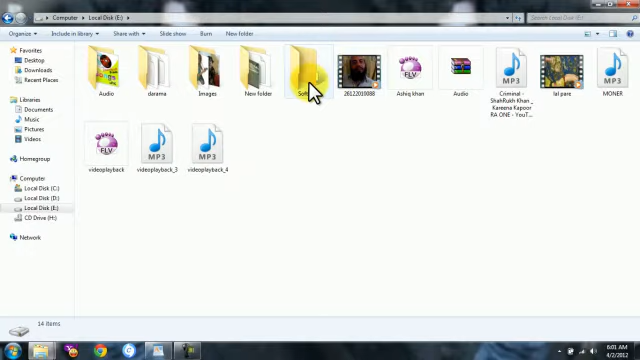 Computer ▸ Local Disk (E:) ▸
Search Local Disk (E:)
Organize Include in library Share with Slide show Burn New folder
Favorites
Desktop
Downloads
Recent Places
Libraries
Documents
Music
Pictures
Videos
Homegroup
Computer
Local Disk (C:)
Local Disk (D:)
Local Disk (E:)
CD Drive (H:)
Network
Audio
darama
Images
New folder
Soft
20122010088
Ashiq khan
Audio
Criminal -
ShahRukh Khan _
Kareena Kapoor
RA ONE - YouT...
lal pare
MONER
FLV
MP3
videoplayback
videoplayback_3
videoplayback_4
14 items
6:01 AM
4/2/2012